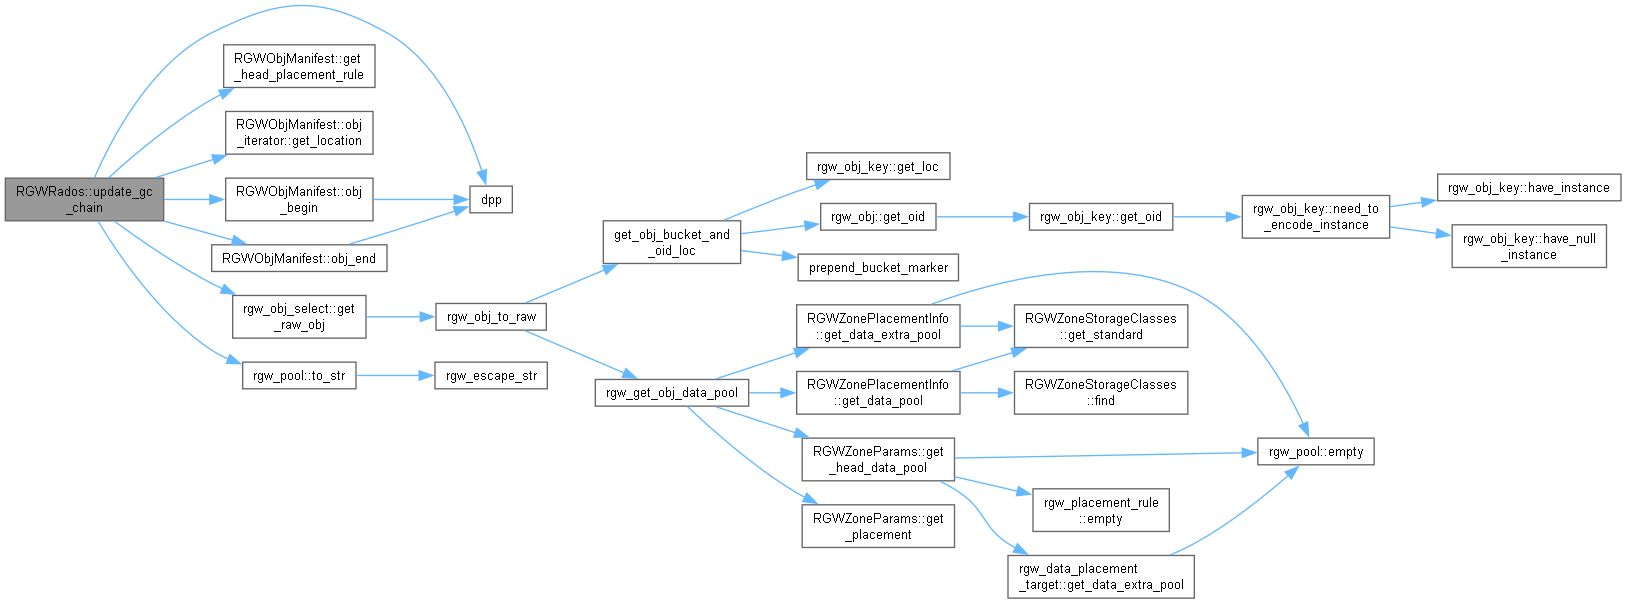 RGWRados::update_gc
_chain
RGWObjManifest::get
_head_placement_rule
RGWObjManifest::obj
_iterator::get_location
RGWObjManifest::obj
_begin
RGWObjManifest::obj_end
rgw_obj_select::get
_raw_obj
rgw_pool::to_str
dpp
rgw_obj_to_raw
rgw_escape_str
get_obj_bucket_and
_oid_loc
rgw_get_obj_data_pool
rgw_obj_key::get_loc
rgw_obj::get_oid
prepend_bucket_marker
RGWZonePlacementInfo
::get_data_extra_pool
RGWZonePlacementInfo
::get_data_pool
RGWZoneParams::get
_head_data_pool
RGWZoneParams::get
_placement
rgw_obj_key::get_oid
RGWZoneStorageClasses
::get_standard
RGWZoneStorageClasses
::find
rgw_placement_rule
::empty
rgw_data_placement
_target::get_data_extra_pool
rgw_obj_key::need_to
_encode_instance
rgw_pool::empty
rgw_obj_key::have_instance
rgw_obj_key::have_null
_instance